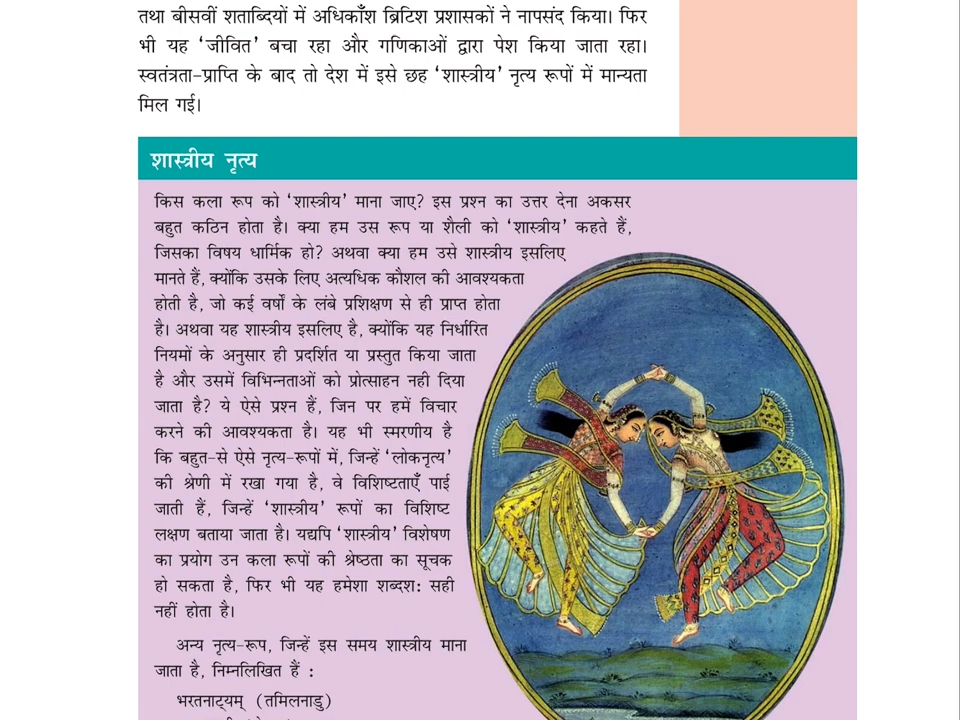 तथा बीसवीं शताब्दियों में अधिकाँश ब्रिटिश प्रशासकों ने नापसंद किया। फिर
भी यह ‘जीवित’ बचा रहा और गणिकाओं द्वारा पेश किया जाता रहा।
स्वतंत्रता-प्राप्ति के बाद तो देश में इसे छह ‘शास्त्रीय’ नृत्य रूपों में मान्यता
मिल गई।
शास्त्रीय नृत्य
किस कला रूप को ‘शास्त्रीय’ माना जाए? इस प्रश्न का उत्तर देना अकसर
बहुत कठिन होता है। क्या हम उस रूप या शैली को ‘शास्त्रीय’ कहते हैं,
जिसका विषय धार्मिक हो? अथवा क्या हम उसे शास्त्रीय इसलिए
मानते हैं, क्योंकि उसके लिए अत्यधिक कौशल की आवश्यकता
होती है, जो कई वर्षों के लंबे प्रशिक्षण से ही प्राप्त होता
है। अथवा यह शास्त्रीय इसलिए है, क्योंकि यह निर्धारित
नियमों के अनुसार ही प्रदर्शित या प्रस्तुत किया जाता
है और उसमें विभिन्नताओं को प्रोत्साहन नही दिया
जाता है? ये ऐसे प्रश्न हैं, जिन पर हमें विचार
करने की आवश्यकता है। यह भी स्मरणीय है
कि बहुत-से ऐसे नृत्य-रूपों में, जिन्हें ‘लोकनृत्य’
की श्रेणी में रखा गया है, वे विशिष्टताएँ पाई
जाती हैं, जिन्हें ‘शास्त्रीय’ रूपों का विशिष्ट
लक्षण बताया जाता है। यद्यपि ‘शास्त्रीय’ विशेषण
का प्रयोग उन कला रूपों की श्रेष्ठता का सूचक
हो सकता है, फिर भी यह हमेशा शब्दश: सही
नहीं होता है।
अन्य नृत्य-रूप, जिन्हें इस समय शास्त्रीय माना
जाता है, निम्नलिखित हैं :
भरतनाट्यम् (तमिलनाडु)